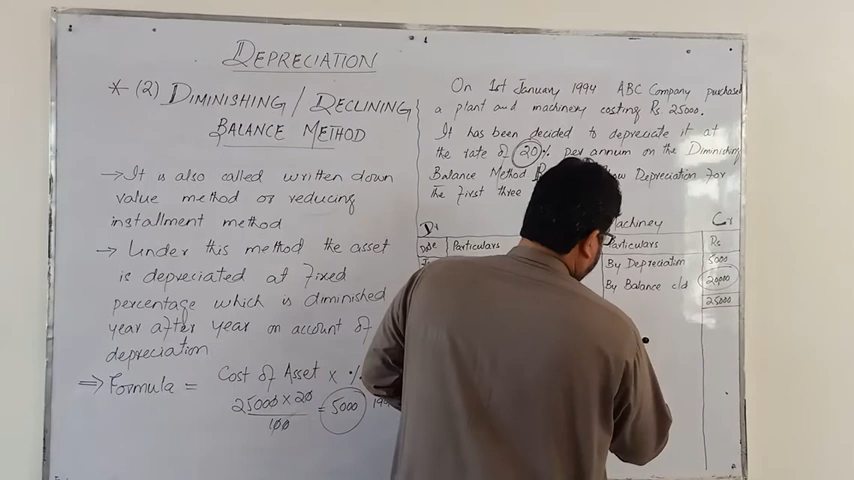 DEPRECIATION
* (2) DIMINISHING / DECLINING
BALANCE METHOD
→ It is also called written down
value method or reducing
installment method
→ Under this method the asset
is depreciated at fixed
percentage which is diminished
year after year on account of
depreciation
⇒ Formula = Cost of Asset x %
25000 x 20
100
= 5000
On 1st January 1994 ABC Company purchased
a plant and machinery costing Rs 25000.
It has been decided to depreciate it at
the rate of 20% per annum on the Diminishing
Balance Method Depreciation for
the first three
Dr Machinery Cr
Date Particulars Particulars Rs
By Depreciation 5000
By Balance c/d 20000
25000